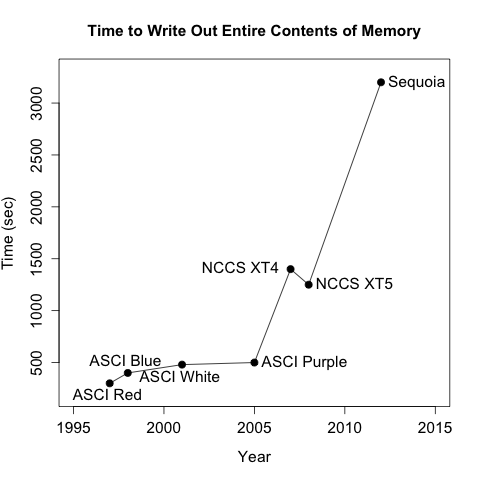 Time to Write Out Entire Contents of Memory
Time (sec)
3000
2500
2000
1500
1000
500
Sequoia
NCCS XT4
NCCS XT5
ASCI Blue
ASCI Purple
ASCI White
ASCI Red
1995 2000 2005 2010 2015
Year